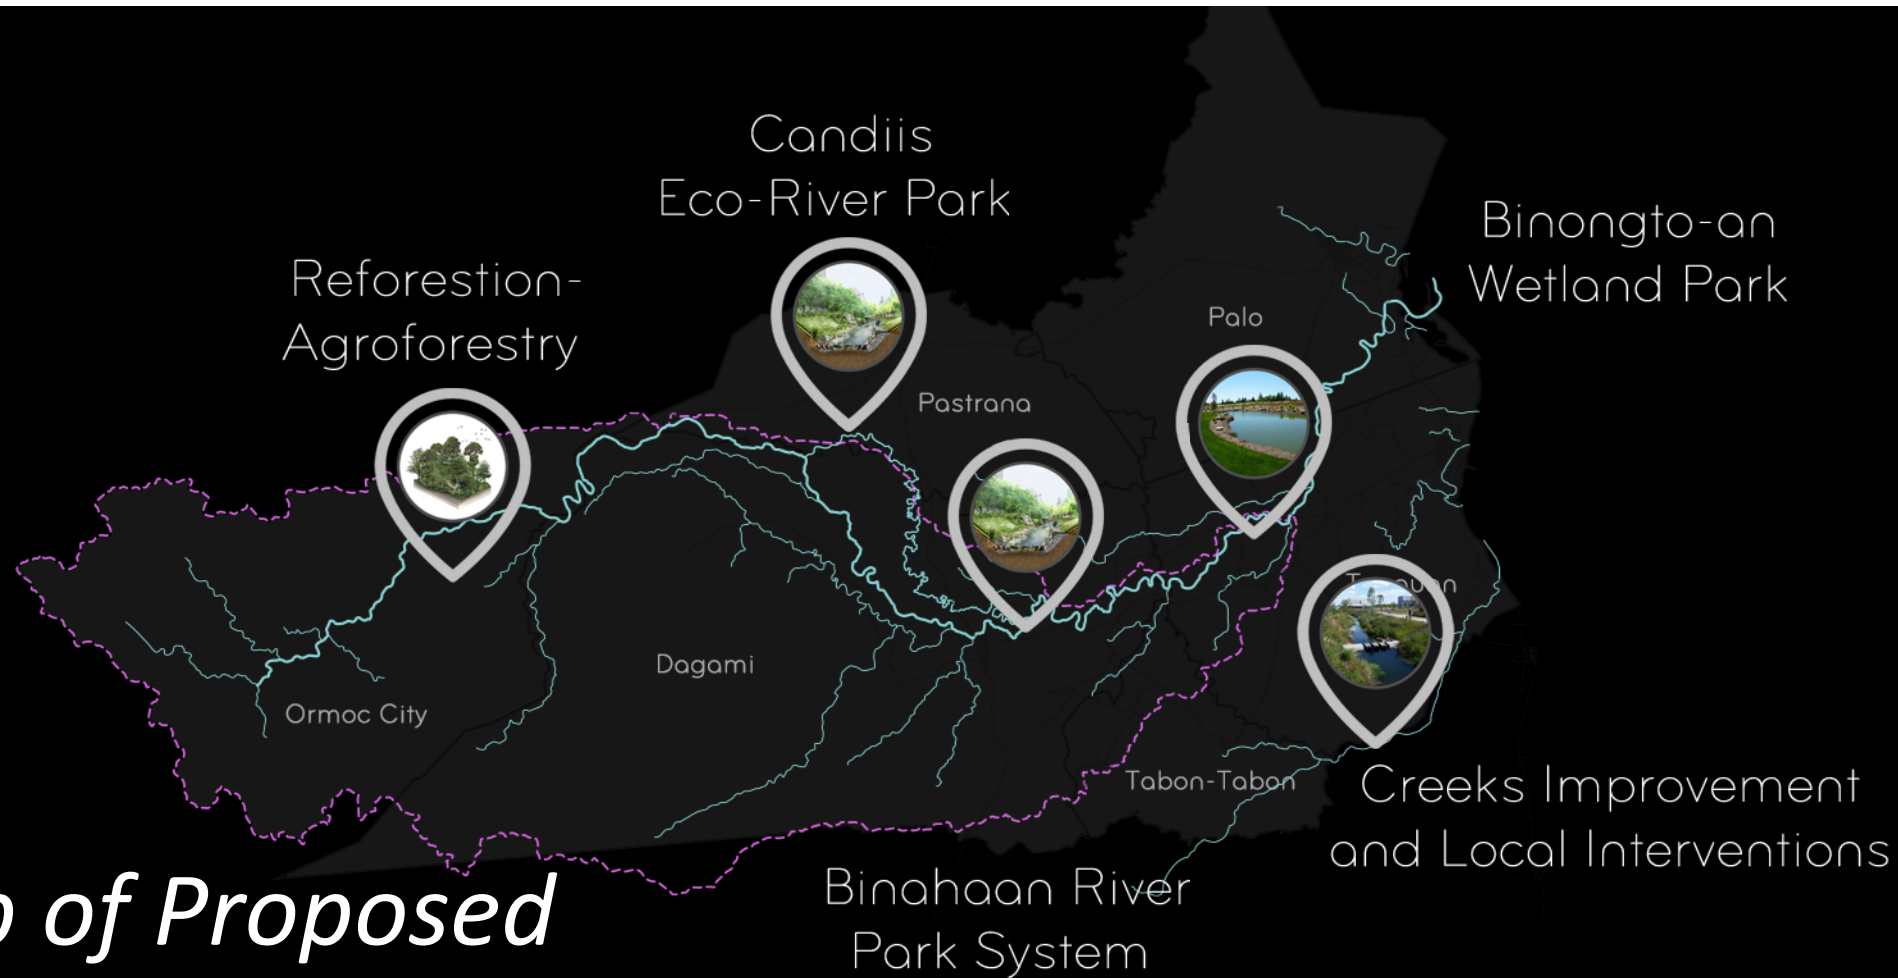 Candiis
Eco-River Park
Binongto-an
Wetland Park
Reforestion-
Agroforestry
Palo
Pastrana
Dagami
Ormoc City
Tabon-Tabon
Creeks Improvement
and Local Interventions
Binahaan River
Park System
of Proposed